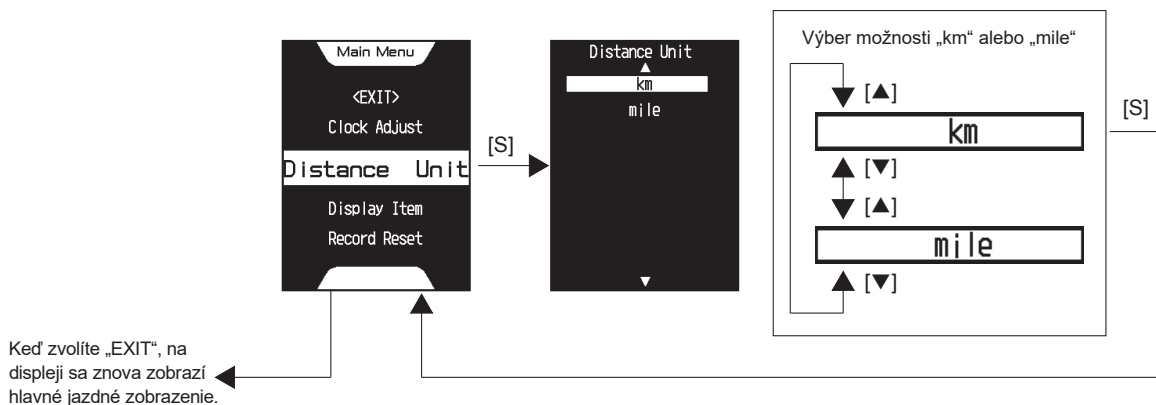 Main Menu
<EXIT>
Clock Adjust
Distance Unit
Display Item
Record Reset
[S]
Distance Unit
▲
km
mile
▼
Výber možnosti „km“ alebo „mile“
[▲]
km
[▼]
[▲]
mile
[▼]
[S]
Keď zvolíte „EXIT“, na
displeji sa znova zobrazí
hlavné jazdné zobrazenie.